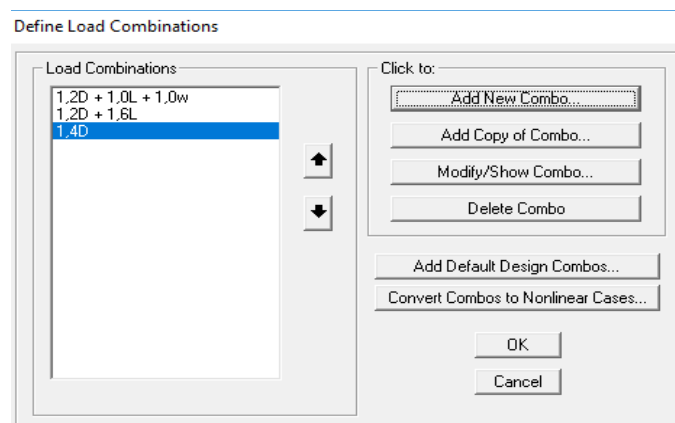 Define Load Combinations
Load Combinations
1,2D + 1,0L + 1,0w
1,2D + 1,6L
1,4D
Click to:
Add New Combo...
Add Copy of Combo...
Modify/Show Combo...
Delete Combo
Add Default Design Combos...
Convert Combos to Nonlinear Cases...
OK
Cancel